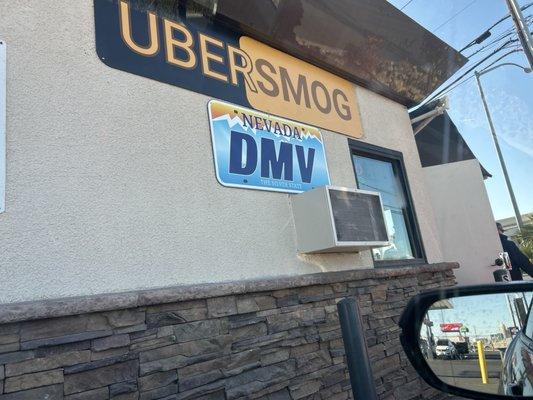 UBERSMOG
NEVADA
DMV
THE SILVER STATE